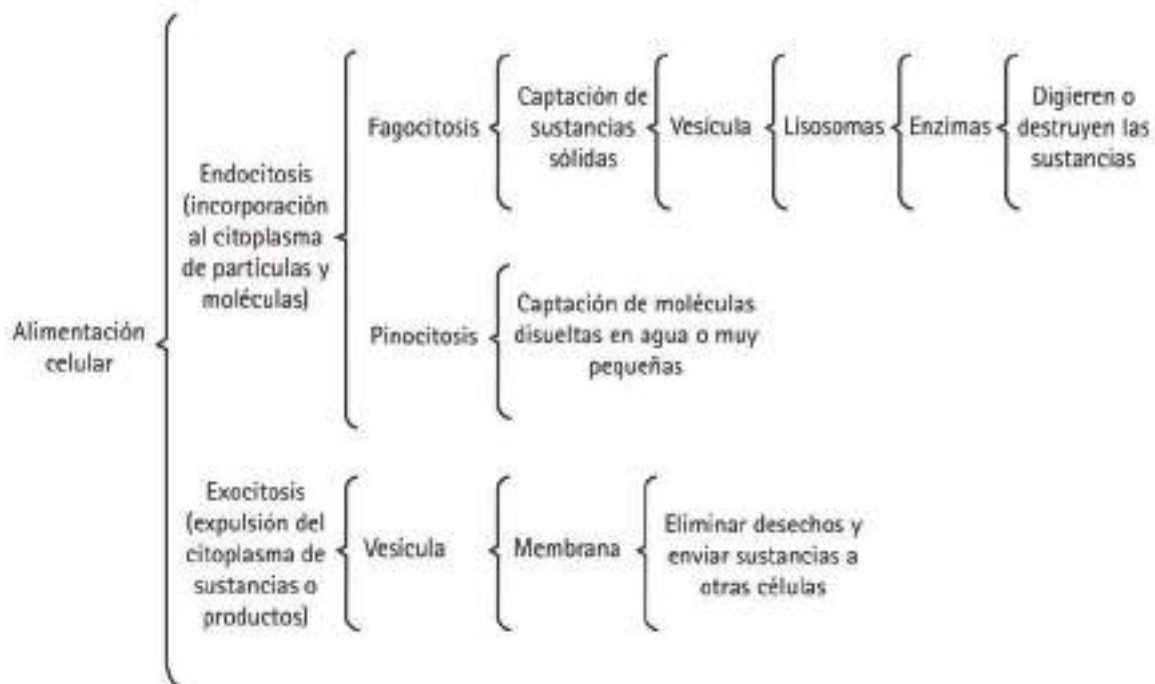 Alimentación
celular
Endocitosis
(incorporación
al citoplasma
de partículas y
moléculas)
Fagocitosis
Captación de
sustancias
sólidas
Vesícula
Lisosomas
Enzimas
Digieren o
destruyen las
sustancias
Pinocitosis
Captación de moléculas
disueltas en agua o muy
pequeñas
Exocitosis
(expulsión del
citoplasma de
sustancias o
productos)
Vesícula
Membrana
Eliminar desechos y
enviar sustancias a
otras células